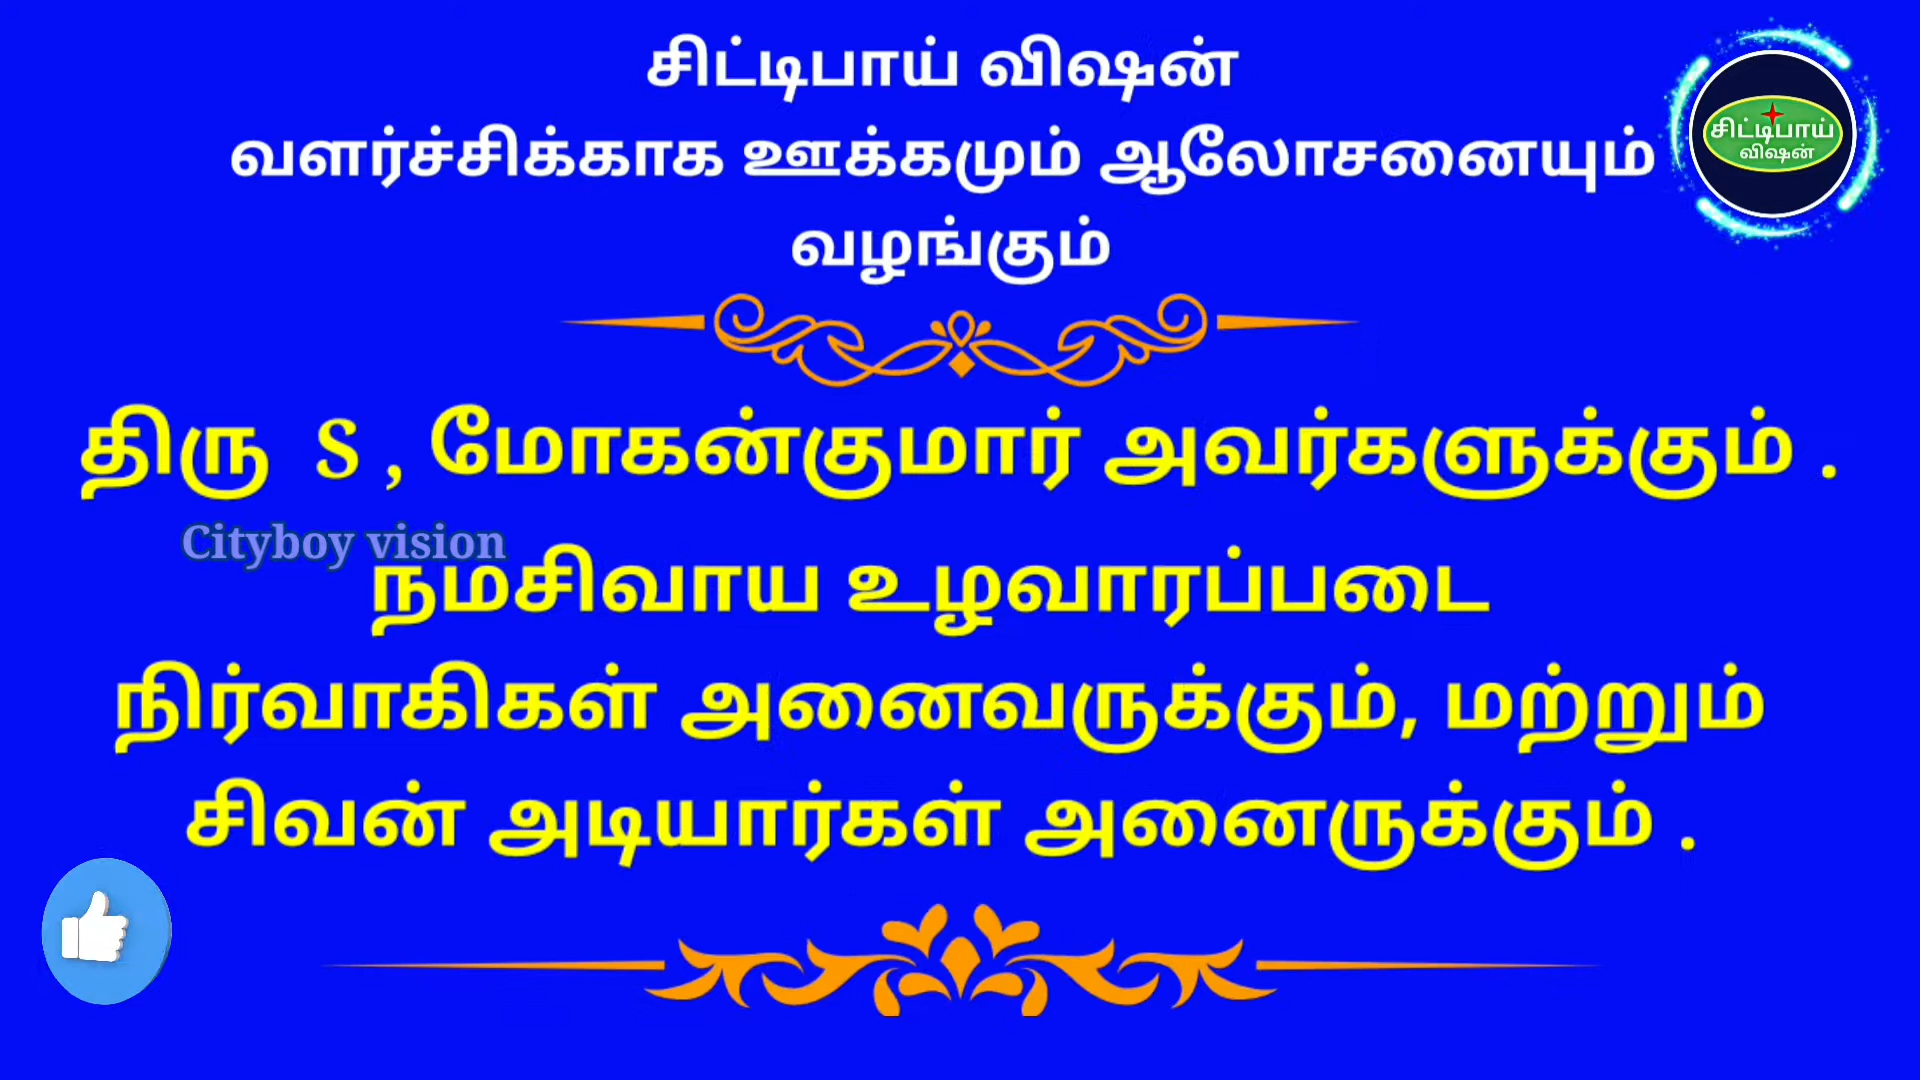 சிட்டிபாய் விஷன்
வளர்ச்சிக்காக ஊக்கமும் ஆலோசனையும்
வழங்கும்
சிட்டிபாய்
விஷன்
திரு S , மோகன்குமார் அவர்களுக்கும் .
Cityboy vision
நமசிவாய உழவாரப்படை
நிர்வாகிகள் அனைவருக்கும், மற்றும்
சிவன் அடியார்கள் அனைருக்கும் .